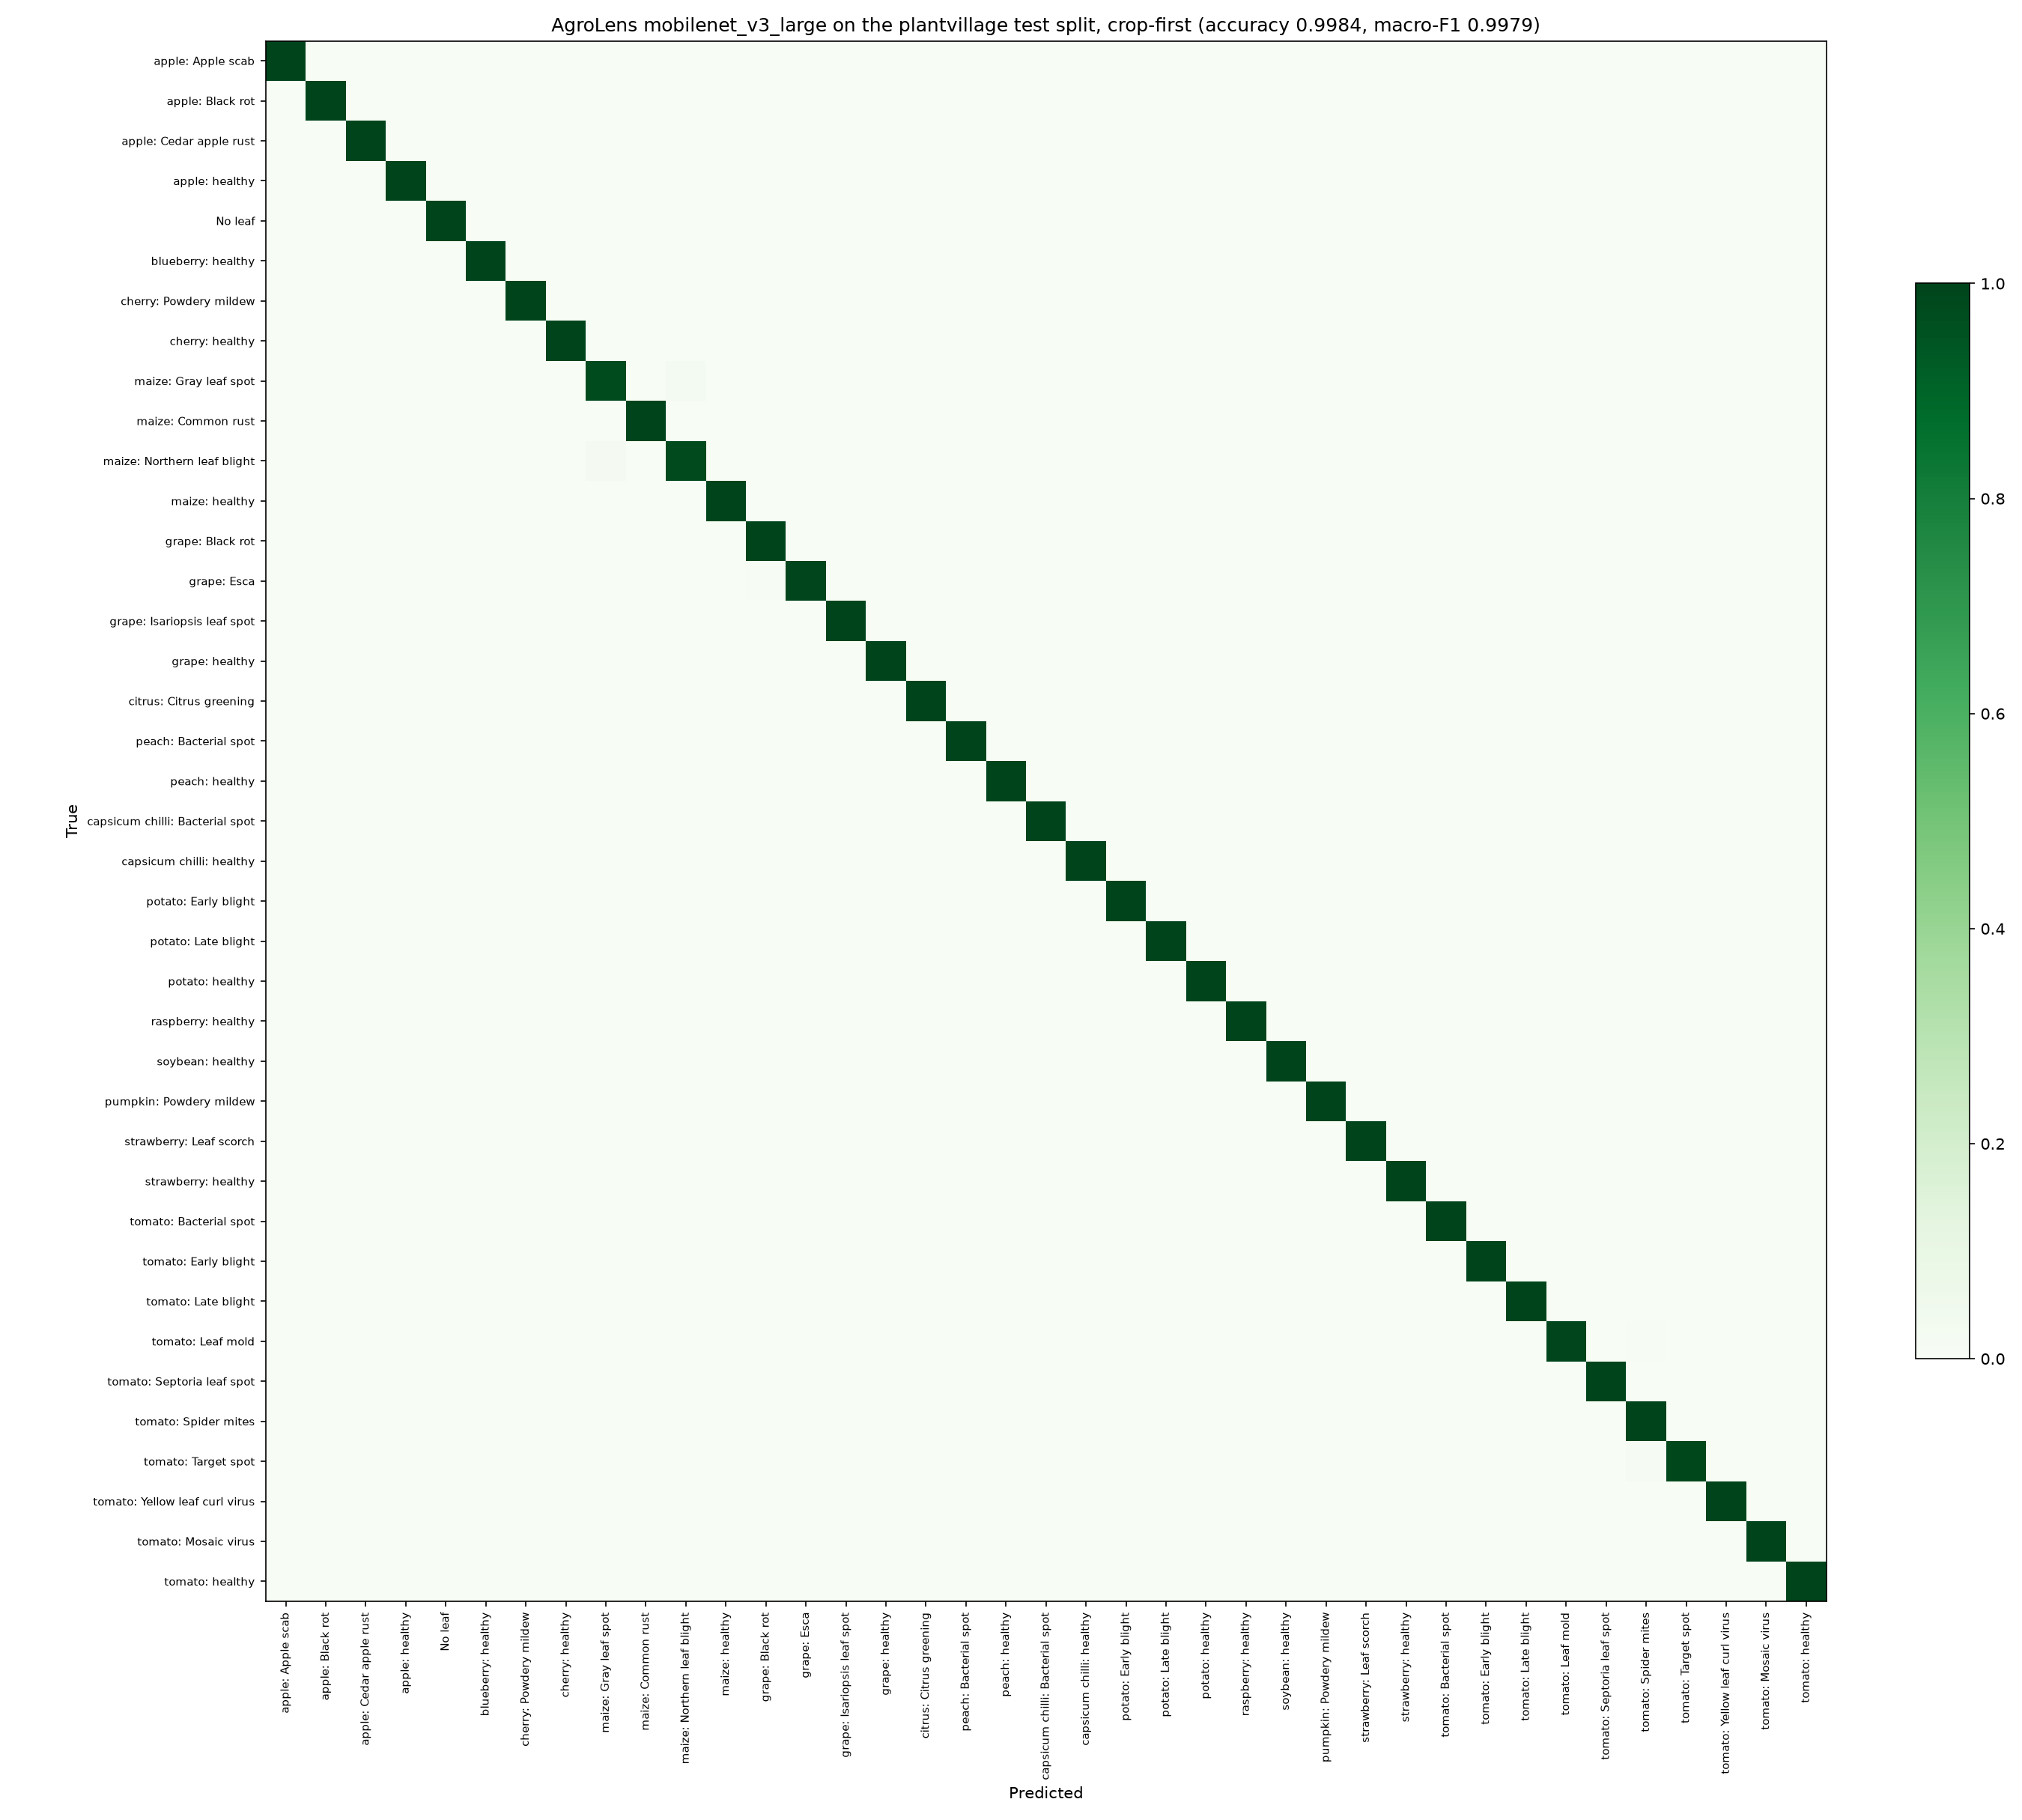 AgroLens mobilenet_v3_large on the plantvillage test split, crop-first (accuracy 0.9984, macro-F1 0.9979)
True
apple: Apple scab
apple: Black rot
apple: Cedar apple rust
apple: healthy
No leaf
blueberry: healthy
cherry: Powdery mildew
cherry: healthy
maize: Gray leaf spot
maize: Common rust
maize: Northern leaf blight
maize: healthy
grape: Black rot
grape: Esca
grape: Isariopsis leaf spot
grape: healthy
citrus: Citrus greening
peach: Bacterial spot
peach: healthy
capsicum chilli: Bacterial spot
capsicum chilli: healthy
potato: Early blight
potato: Late blight
potato: healthy
raspberry: healthy
soybean: healthy
pumpkin: Powdery mildew
strawberry: Leaf scorch
strawberry: healthy
tomato: Bacterial spot
tomato: Early blight
tomato: Late blight
tomato: Leaf mold
tomato: Septoria leaf spot
tomato: Spider mites
tomato: Target spot
tomato: Yellow leaf curl virus
tomato: Mosaic virus
tomato: healthy
apple: Apple scab
apple: Black rot
apple: Cedar apple rust
apple: healthy
No leaf
blueberry: healthy
cherry: Powdery mildew
cherry: healthy
maize: Gray leaf spot
maize: Common rust
maize: Northern leaf blight
maize: healthy
grape: Black rot
grape: Esca
grape: Isariopsis leaf spot
grape: healthy
citrus: Citrus greening
peach: Bacterial spot
peach: healthy
capsicum chilli: Bacterial spot
capsicum chilli: healthy
potato: Early blight
potato: Late blight
potato: healthy
raspberry: healthy
soybean: healthy
pumpkin: Powdery mildew
strawberry: Leaf scorch
strawberry: healthy
tomato: Bacterial spot
tomato: Early blight
tomato: Late blight
tomato: Leaf mold
tomato: Septoria leaf spot
tomato: Spider mites
tomato: Target spot
tomato: Yellow leaf curl virus
tomato: Mosaic virus
tomato: healthy
Predicted
1.0
0.8
0.6
0.4
0.2
0.0